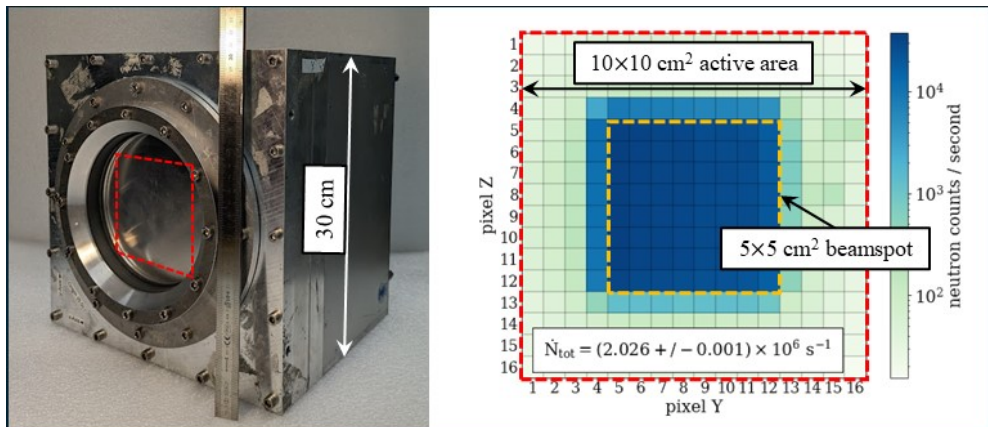 30 cm
10×10 cm² active area
5×5 cm² beamspot
Ṅtot = (2.026 +/− 0.001) × 10⁶ s⁻¹
pixel Z
1
2
3
4
5
6
7
8
9
10
11
12
13
14
15
16
1 2 3 4 5 6 7 8 9 10 11 12 13 14 15 16
pixel Y
10⁴
10³
10²
neutron counts / second